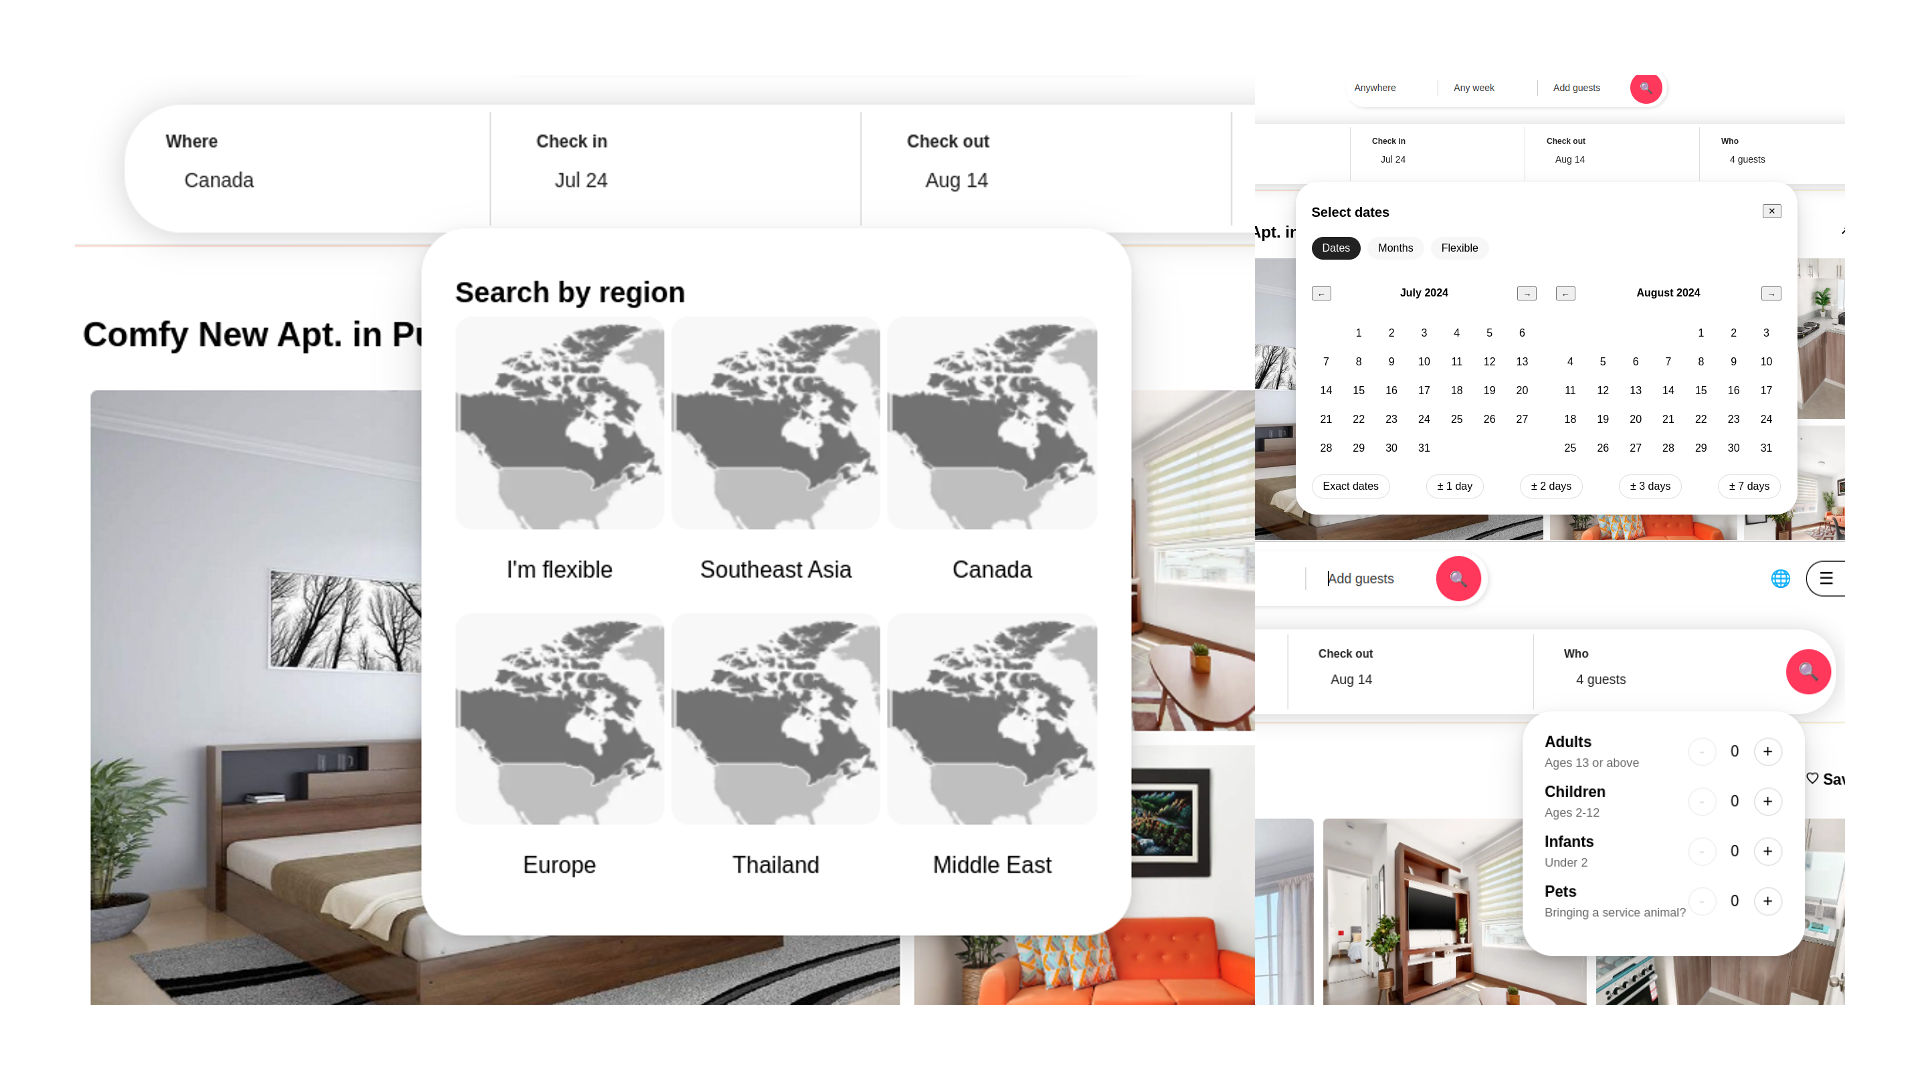 Where
Canada
Check in
Jul 24
Check out
Aug 14
Comfy New Apt. in Pu
Search by region
I'm flexible
Southeast Asia
Canada
Europe
Thailand
Middle East
Anywhere
Any week
Add guests
Check in
Jul 24
Check out
Aug 14
Who
4 guests
Apt. in
Select dates
×
Dates Months Flexible
← July 2024 →
1 2 3 4 5 6
7 8 9 10 11 12 13
14 15 16 17 18 19 20
21 22 23 24 25 26 27
28 29 30 31
← August 2024 →
1 2 3
4 5 6 7 8 9 10
11 12 13 14 15 16 17
18 19 20 21 22 23 24
25 26 27 28 29 30 31
Exact dates ± 1 day ± 2 days ± 3 days ± 7 days
Add guests
☰
Check out
Aug 14
Who
4 guests
♡ Sav
Adults
Ages 13 or above
- 0 +
Children
Ages 2-12
- 0 +
Infants
Under 2
- 0 +
Pets
Bringing a service animal?
- 0 +